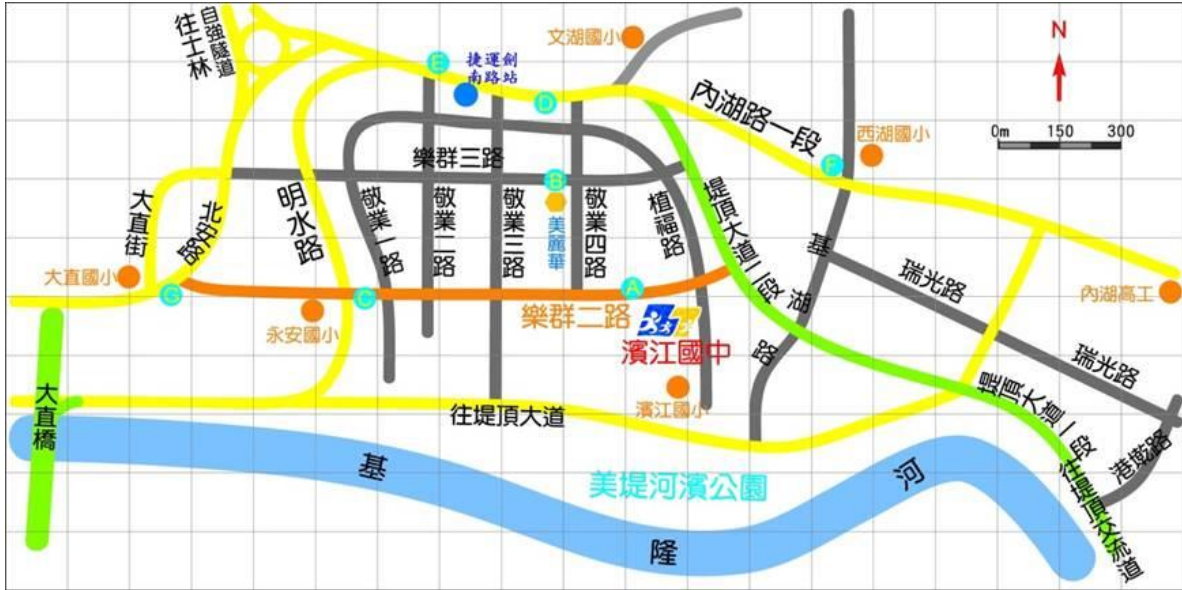 自強隧道
往士林
文湖國小
N
E
捷運劍
南路站
D
內湖路一段
西湖國小
0m 150 300
F
樂群三路
B
大直街
北安路
明水路
敬業一路
敬業二路
敬業三路
美麗華
敬業四路
植福路
堤頂大道二段
基湖路
瑞光路
大直國小
G
C
A
內湖高工
永安國小
樂群二路
濱江國中
瑞光路
大直橋
濱江國小
往堤頂大道
堤頂大道一段
港墘路
往堤頂交流道
基
隆
河
美堤河濱公園